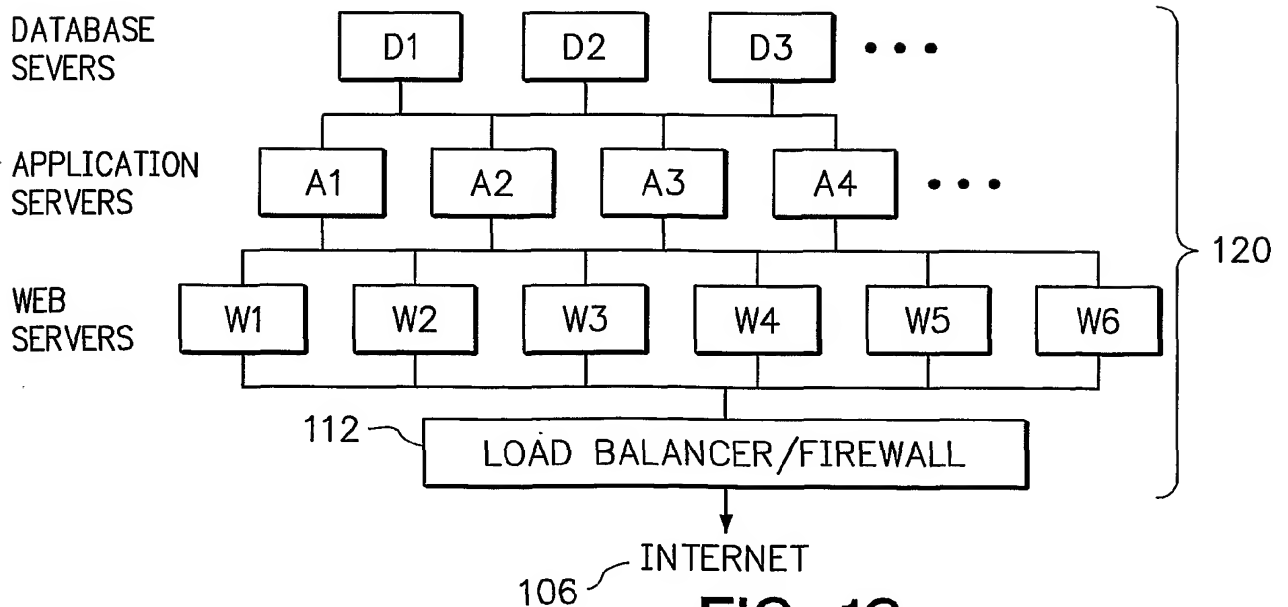 DATABASE
SEVERS
D1 D2 D3 • • •
APPLICATION
SERVERS
A1 A2 A3 A4 • • •
120
WEB
SERVERS
W1 W2 W3 W4 W5 W6
112
LOAD BALANCER/FIREWALL
INTERNET
106